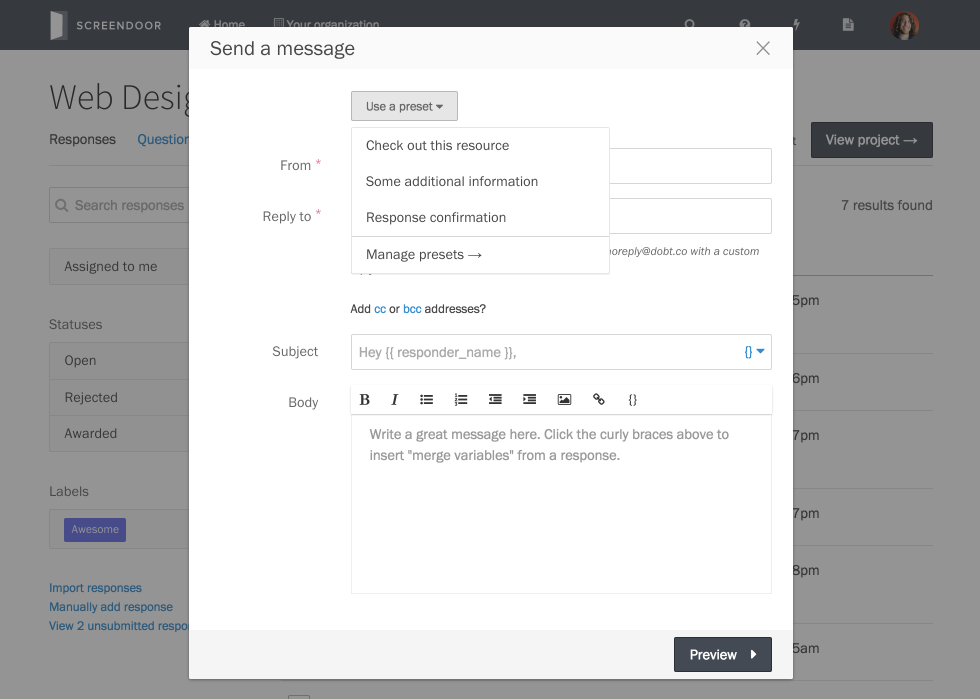 SCREENDOOR
Home
Your organization
Send a message
Web Desig
Responses
Question
View project →
Use a preset
Check out this resource
Some additional information
Response confirmation
Manage presets →
From *
Reply to *
noreply@dobt.co with a custom
Search responses
7 results found
Assigned to me
Add cc or bcc addresses?
5pm
Statuses
Open
Rejected
Awarded
Subject
Hey {{ responder_name }},
{}
6pm
Body
B I {}
Write a great message here. Click the curly braces above to
insert "merge variables" from a response.
7pm
Labels
Awesome
7pm
8pm
Import responses
Manually add response
View 2 unsubmitted respo
5am
Preview